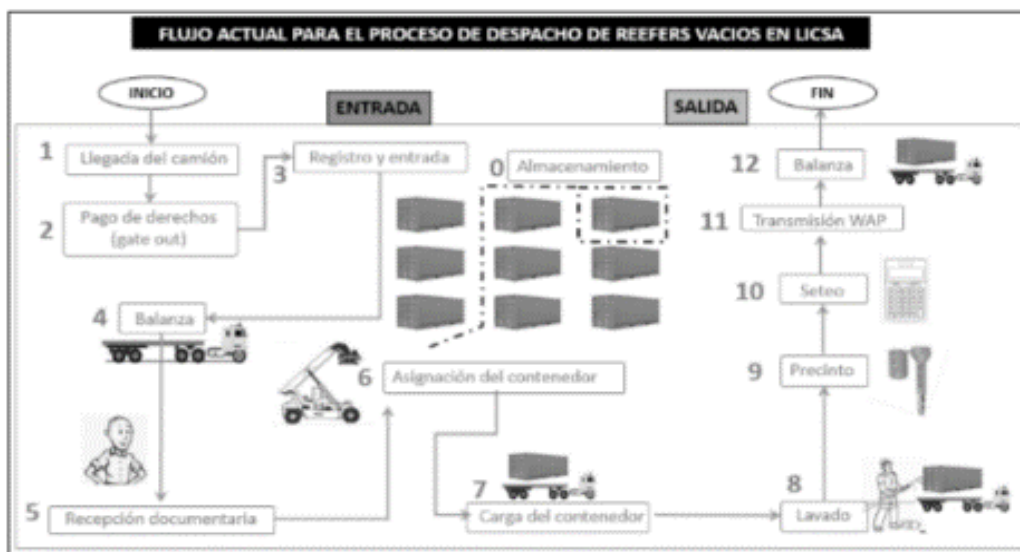 FLUJO ACTUAL PARA EL PROCESO DE DESPACHO DE REEFERS VACIOS EN LICSA
INICIO
ENTRADA
SALIDA
FIN
1
Llegada del camión
2
Pago de derechos
(gate out)
3
Registro y entrada
0
Almacenamiento
4
Balanza
5
Recepción documentaria
6
Asignación del contenedor
7
Carga del contenedor
8
Lavado
9
Precinto
10
Seteo
11
Transmisión WAP
12
Balanza